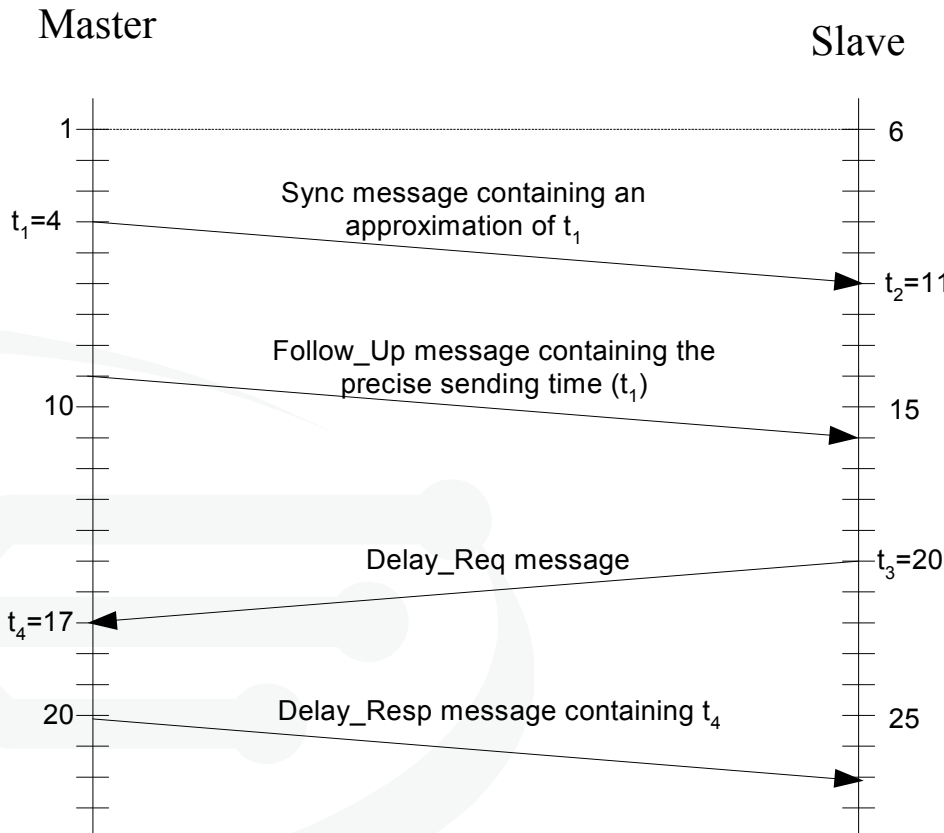 Master
Slave
1
6
Sync message containing an
approximation of t₁
t₁=4
t₂=11
Follow_Up message containing the
precise sending time (t₁)
10
15
Delay_Req message
t₃=20
t₄=17
Delay_Resp message containing t₄
20
25